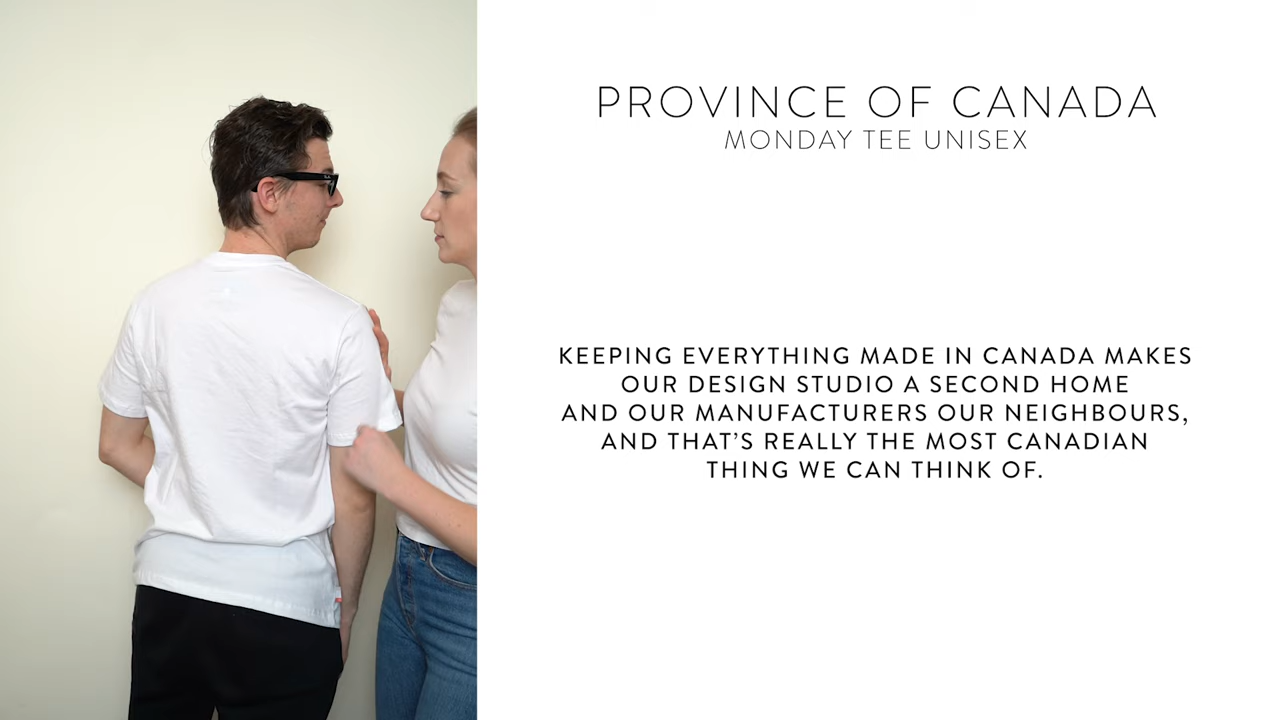 PROVINCE OF CANADA
MONDAY TEE UNISEX
KEEPING EVERYTHING MADE IN CANADA MAKES
OUR DESIGN STUDIO A SECOND HOME
AND OUR MANUFACTURERS OUR NEIGHBOURS,
AND THAT’S REALLY THE MOST CANADIAN
THING WE CAN THINK OF.